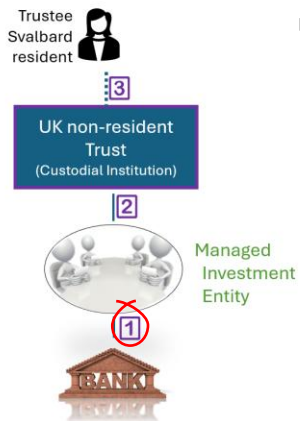 Trustee
Svalbard
resident
3
UK non-resident
Trust
(Custodial Institution)
2
Managed
Investment
Entity
1
BANK